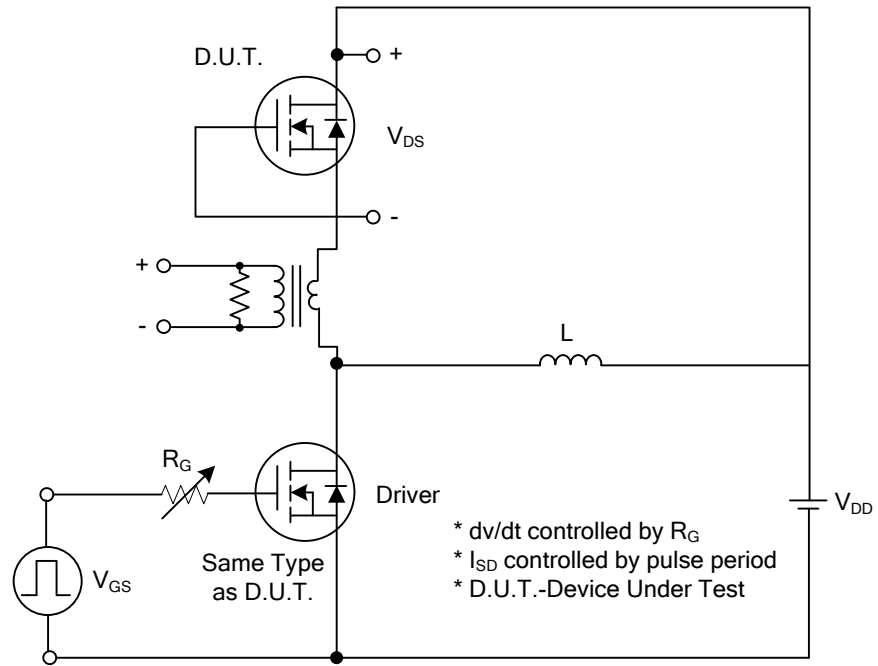 D.U.T.
+
V_DS
-
+
-
L
R_G
Driver
V_DD
V_GS
Same Type
as D.U.T.
* dv/dt controlled by R_G
* I_SD controlled by pulse period
* D.U.T.-Device Under Test